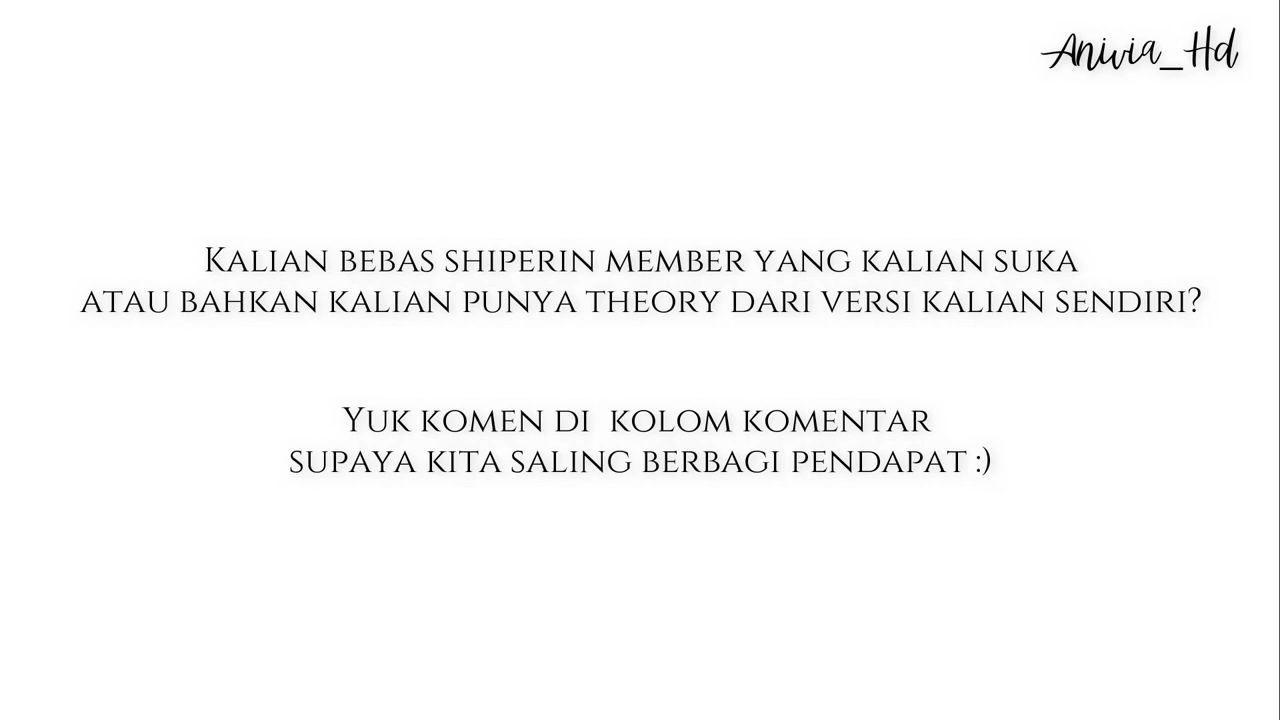 Anivia_Hd
Kalian bebas shiperin member yang kalian suka
atau bahkan kalian punya theory dari versi kalian sendiri?
Yuk komen di kolom komentar
supaya kita saling berbagi pendapat :)